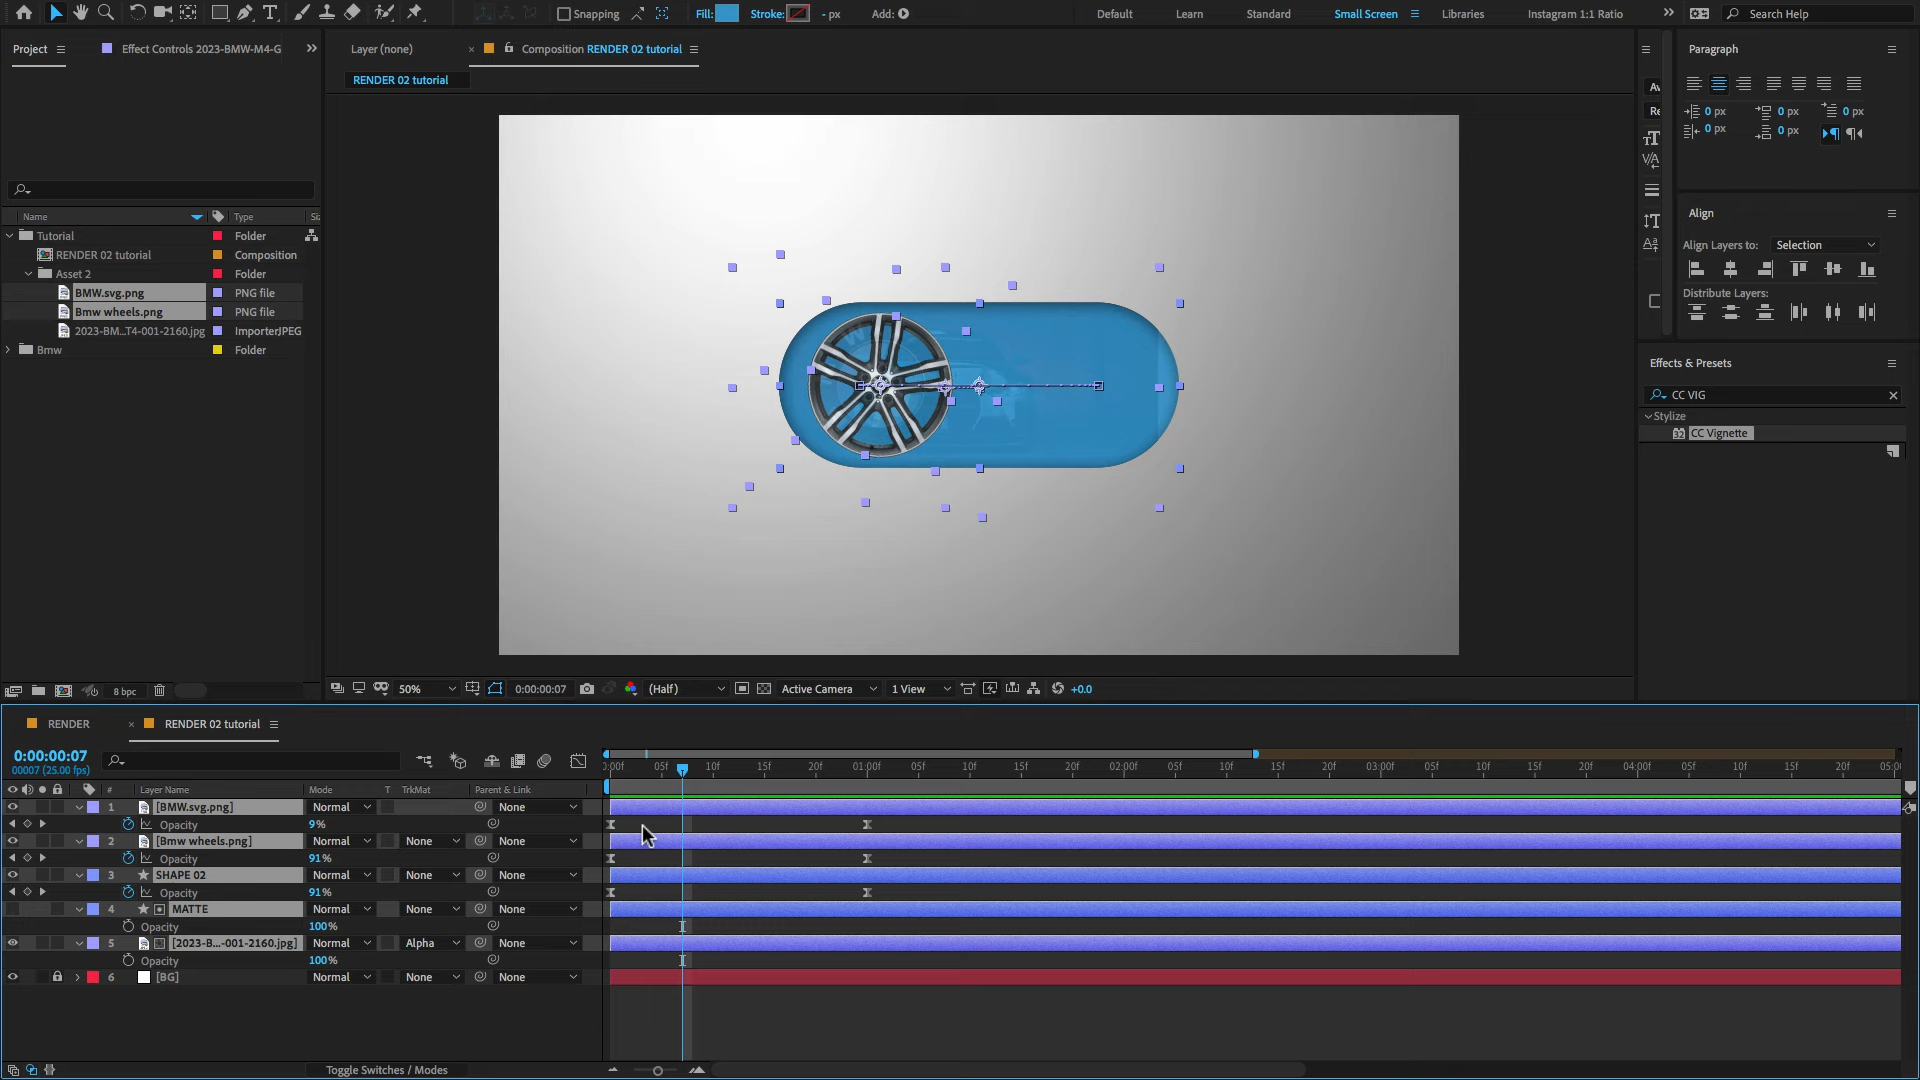 Snapping
Fill:
Stroke:
- px
Add:
Default
Learn
Standard
Small Screen
Libraries
Instagram 1:1 Ratio
Search Help
Project
Effect Controls 2023-BMW-M4-G
Layer (none)
Composition RENDER 02 tutorial
RENDER 02 tutorial
Name
Type
Tutorial
Folder
RENDER 02 tutorial
Composition
Asset 2
Folder
BMW.svg.png
PNG file
Bmw wheels.png
PNG file
2023-BM...T4-001-2160.jpg
ImporterJPEG
Bmw
Folder
8 bpc
50%
0:00:00:07
(Half)
Active Camera
1 View
+0.0
Paragraph
0 px
0 px
0 px
0 px
0 px
Align
Align Layers to:
Selection
Distribute Layers:
Effects & Presets
CC VIG
Stylize
32
CC Vignette
RENDER
RENDER 02 tutorial
0:00:00:07
00007 (25.00 fps)
0:00f
05f
10f
15f
20f
01:00f
05f
10f
15f
20f
02:00f
05f
10f
15f
20f
03:00f
05f
10f
15f
20f
04:00f
05f
10f
15f
20f
05:0
#
Layer Name
Mode
T
TrkMat
Parent & Link
1
[BMW.svg.png]
Normal
None
Opacity
9%
2
[Bmw wheels.png]
Normal
None
None
Opacity
91%
3
SHAPE 02
Normal
None
None
Opacity
91%
4
MATTE
Normal
None
None
Opacity
100%
5
[2023-B...-001-2160.jpg]
Normal
Alpha
None
Opacity
100%
6
[BG]
Normal
None
None
Toggle Switches / Modes